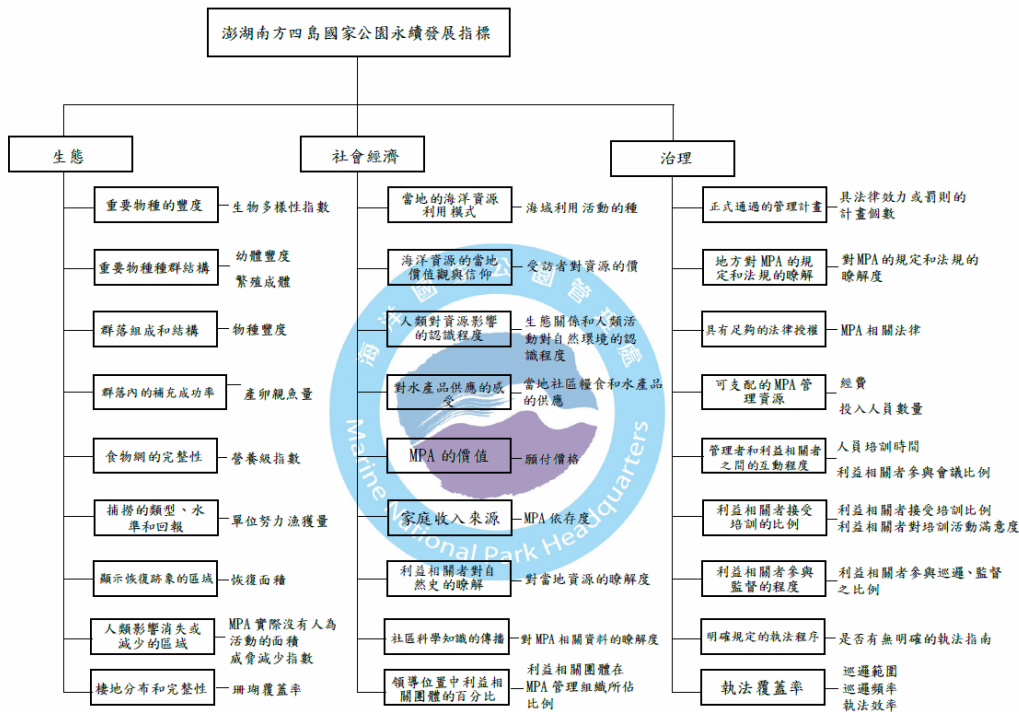 澎湖南方四島國家公園永續發展指標
生態
重要物種的豐度
生物多樣性指數
重要物種種群結構
幼體豐度
繁殖成體
群落組成和結構
物種豐度
群落內的補充成功率
產卵親魚量
食物網的完整性
營養級指數
捕撈的類型、水
準和回報
單位努力漁獲量
顯示恢復跡象的區域
恢復面積
人類影響消失或
減少的區域
MPA 實際沒有人為
活動的面積
威脅減少指數
棲地分布和完整性
珊瑚覆蓋率
社會經濟
當地的海洋資源
利用模式
海域利用活動的種
海洋資源的當地
價值觀與信仰
受訪者對資源的價
人類對資源影響
的認識程度
生態關係和人類活
動對自然環境的認
識程度
對水產品供應的感
受
當地社區糧食和水產品
的供應
MPA 的價值
願付價格
家庭收入來源
MPA 依存度
利益相關者對自
然史的瞭解
對當地資源的瞭解度
社區科學知識的傳播
對 MPA 相關資料的瞭解度
領導位置中利益相
關團體的百分比
利益相關團體在
MPA 管理組織所佔
比例
治理
正式通過的管理計畫
具法律效力或罰則的
計畫個數
地方對 MPA 的規
定和法規的瞭解
對 MPA 的規定和法規的
瞭解度
具有足夠的法律授權
MPA 相關法律
可支配的 MPA 管
理資源
經費
投入人員數量
管理者和利益相關者
之間的互動程度
人員培訓時間
利益相關者參與會議比例
利益相關者接受
培訓的比例
利益相關者接受培訓比例
利益相關者對培訓活動滿意度
利益相關者參與
監督的程度
利益相關者參與巡邏、監督
之比例
明確規定的執法程序
是否有無明確的執法指南
執法覆蓋率
巡邏範圍
巡邏頻率
執法效率
海洋國家公園管理處
Marine National Park Headquarters